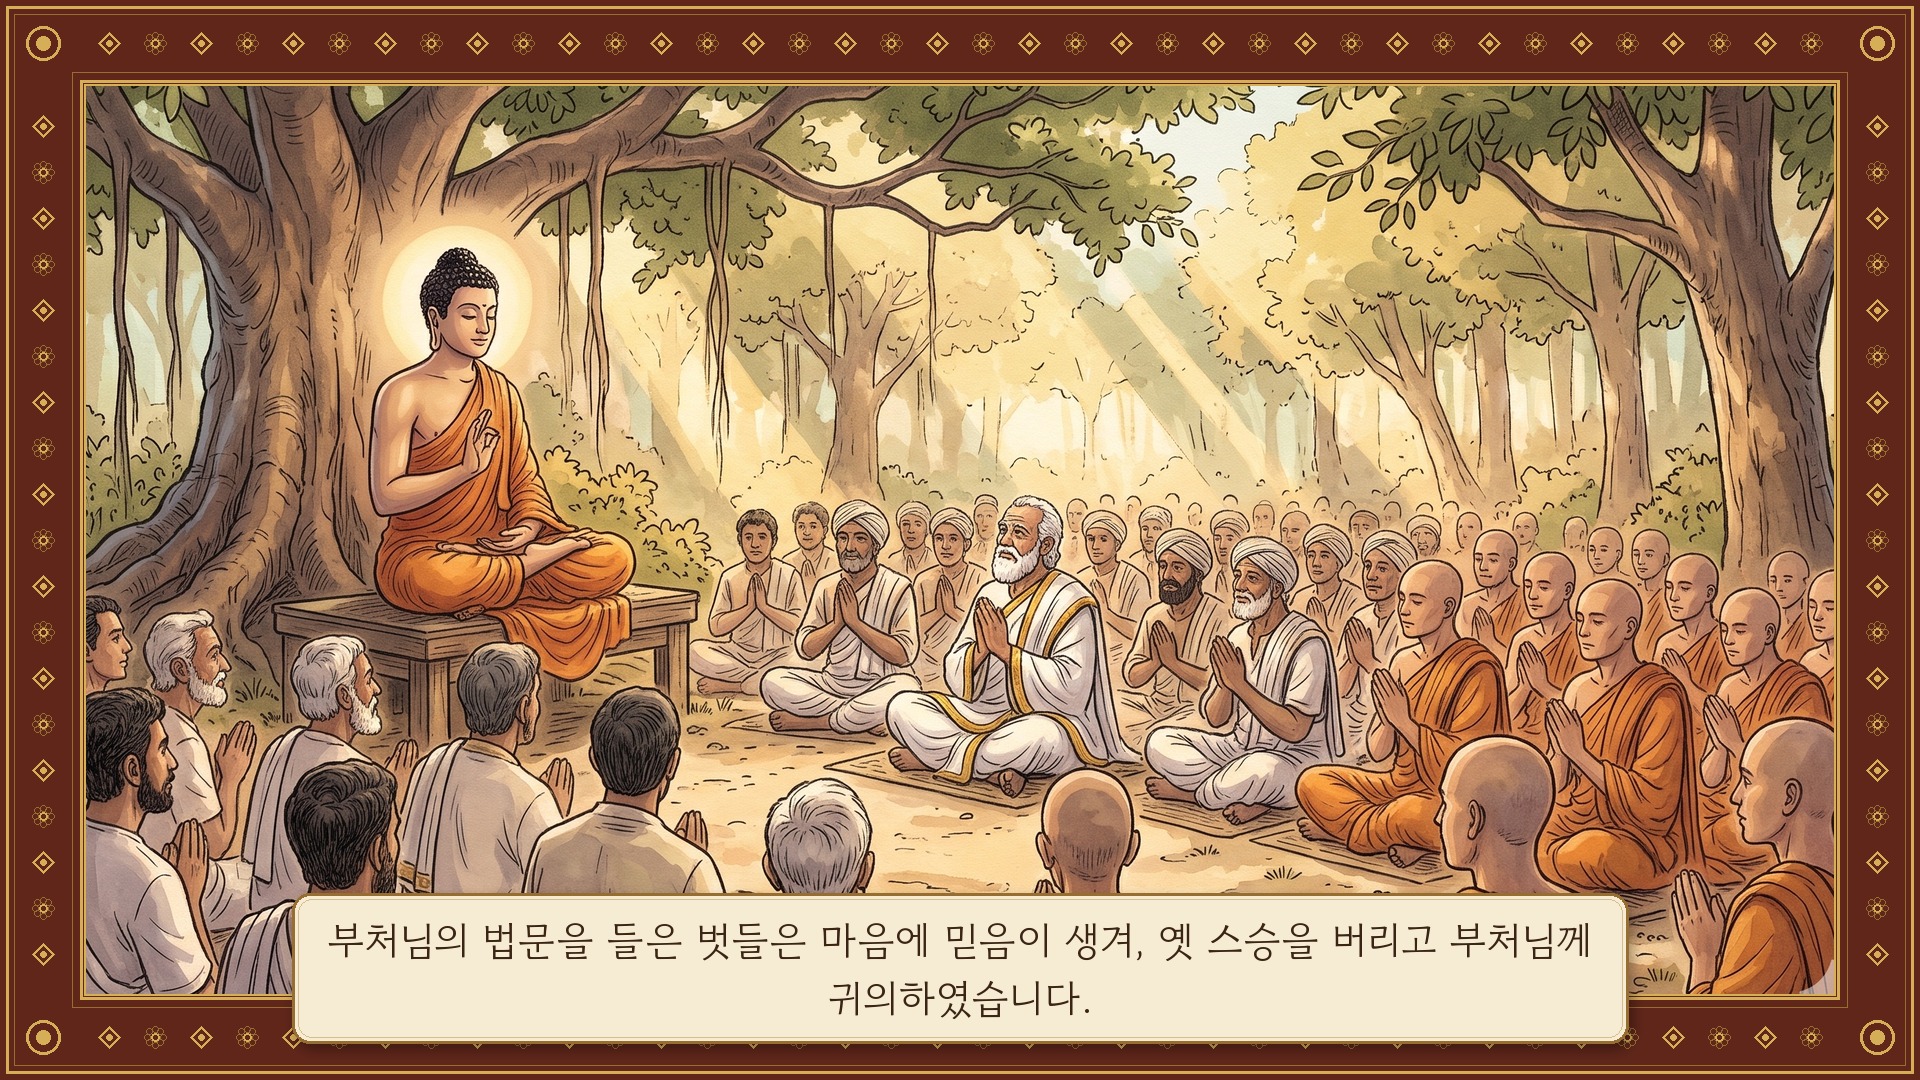 부처님의 법문을 들은 벗들은 마음에 믿음이 생겨, 옛 스승을 버리고 부처님께
귀의하였습니다.